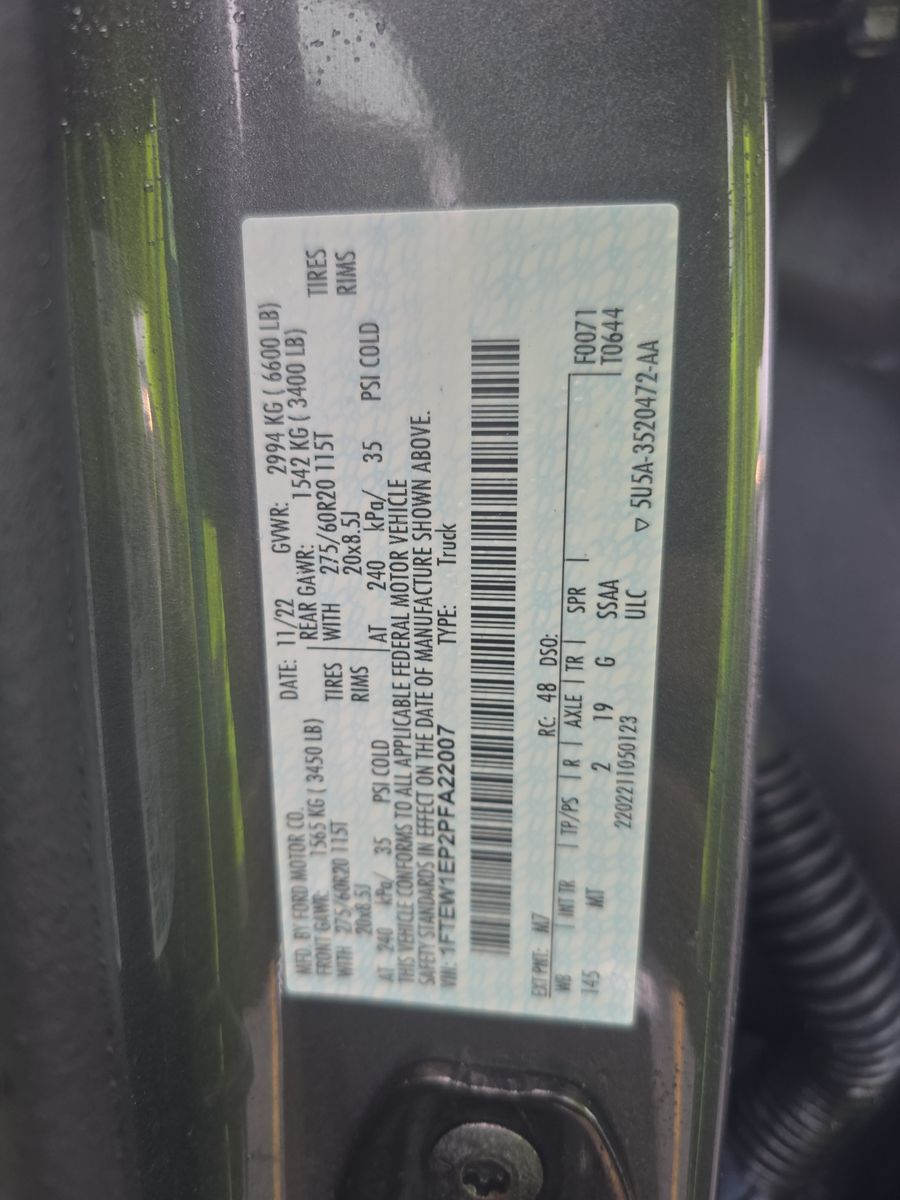 MFD. BY FORD MOTOR CO.
DATE: 11/22 GVWR: 2994 KG ( 6600 LB)
FRONT GAWR: 1565 KG ( 3450 LB) REAR GAWR: 1542 KG ( 3400 LB)
WITH 275/60R20 115T TIRES WITH 275/60R20 115T TIRES
20x8.5J RIMS 20x8.5J RIMS
AT 240 kPa/ 35 PSI COLD AT 240 kPa/ 35 PSI COLD
THIS VEHICLE CONFORMS TO ALL APPLICABLE FEDERAL MOTOR VEHICLE
SAFETY STANDARDS IN EFFECT ON THE DATE OF MANUFACTURE SHOWN ABOVE.
VIN: 1FTEW1EP2PFA22007 TYPE: Truck
EXT PNT: M7 RC: 48 DSO: F0071
WB INT TR TP/PS R AXLE TR SPR T0644
145 MT 2 19 G SSAA
2202211050123 ULC ▽ 5U5A-3520472-AA